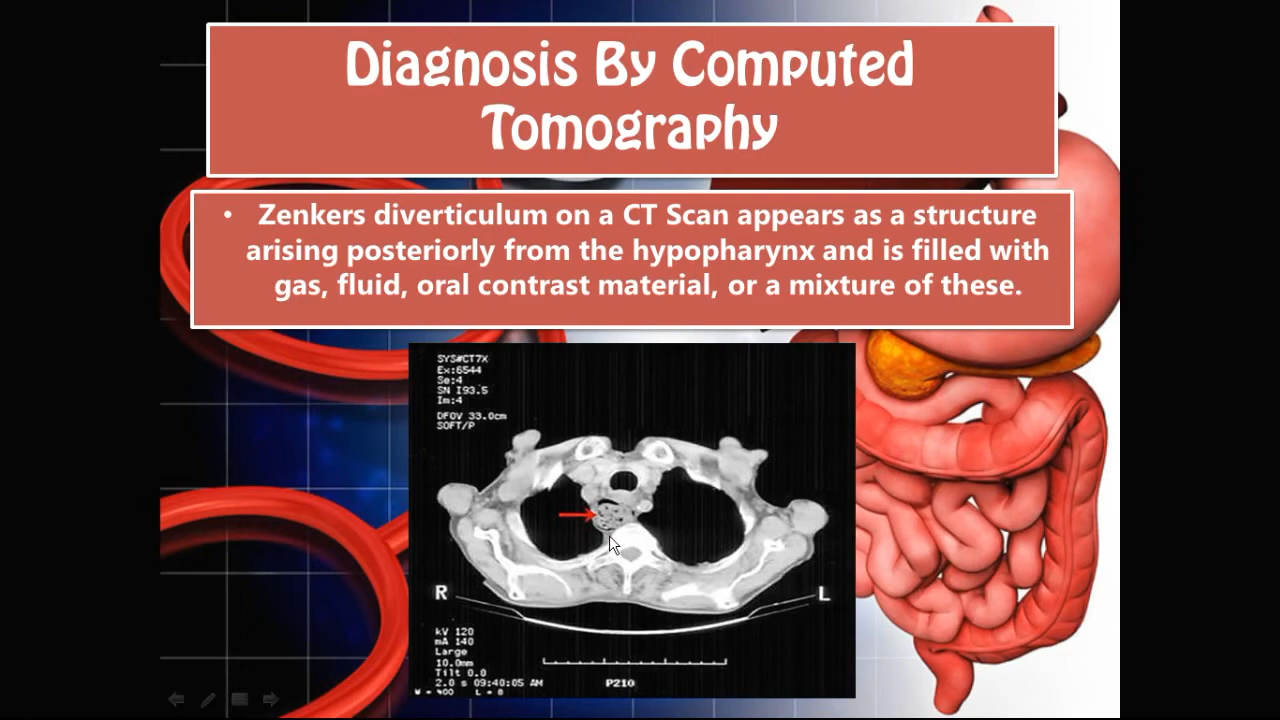 Diagnosis By Computed
Tomography
• Zenkers diverticulum on a CT Scan appears as a structure
arising posteriorly from the hypopharynx and is filled with
gas, fluid, oral contrast material, or a mixture of these.
SYS#CT7X
Ex:6544
Se:4
SN I93.5
Im:4
DFOV 33.0cm
SOFT/P
R
L
kV 120
mA 140
Large
10.0mm
Tilt 0.0
2.0 s 09:40:05 AM
W = 400 L = 8
P210